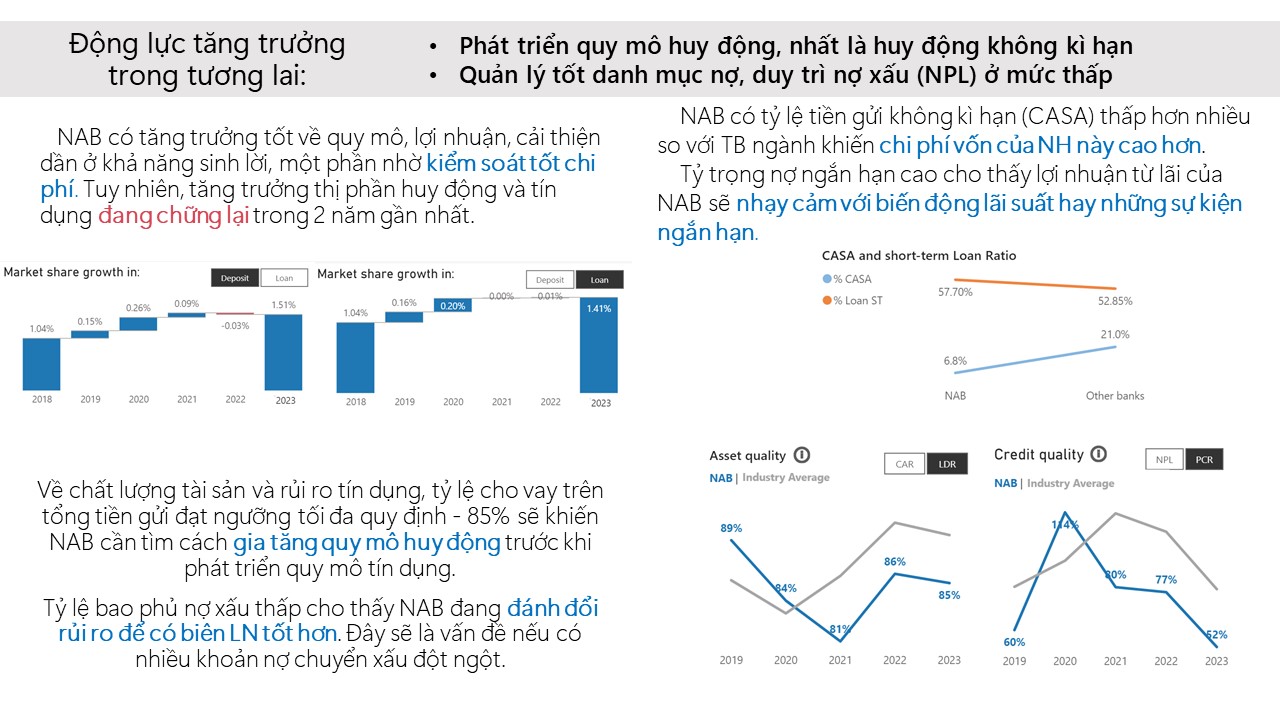 Động lực tăng trưởng
trong tương lai:
• Phát triển quy mô huy động, nhất là huy động không kì hạn
• Quản lý tốt danh mục nợ, duy trì nợ xấu (NPL) ở mức thấp
NAB có tăng trưởng tốt về quy mô, lợi nhuận, cải thiện
dần ở khả năng sinh lời, một phần nhờ kiểm soát tốt chi
phí. Tuy nhiên, tăng trưởng thị phần huy động và tín
dụng đang chững lại trong 2 năm gần nhất.
NAB có tỷ lệ tiền gửi không kì hạn (CASA) thấp hơn nhiều
so với TB ngành khiến chi phí vốn của NH này cao hơn.
Tỷ trọng nợ ngắn hạn cao cho thấy lợi nhuận từ lãi của
NAB sẽ nhạy cảm với biến động lãi suất hay những sự kiện
ngắn hạn.
Market share growth in:
Deposit Loan
1.04% 0.15% 0.26% 0.09% -0.03% 1.51%
2018 2019 2020 2021 2022 2023
Market share growth in:
Deposit Loan
1.04% 0.16% 0.20% 0.00% -0.01% 1.41%
2018 2019 2020 2021 2022 2023
CASA and short-term Loan Ratio
% CASA
% Loan ST
57.70% 52.85%
6.8% 21.0%
NAB Other banks
Về chất lượng tài sản và rủi ro tín dụng, tỷ lệ cho vay trên
tổng tiền gửi đạt ngưỡng tối đa quy định - 85% sẽ khiến
NAB cần tìm cách gia tăng quy mô huy động trước khi
phát triển quy mô tín dụng.
Tỷ lệ bao phủ nợ xấu thấp cho thấy NAB đang đánh đổi
rủi ro để có biên LN tốt hơn. Đây sẽ là vấn đề nếu có
nhiều khoản nợ chuyển xấu đột ngột.
Asset quality
CAR LDR
NAB | Industry Average
89% 84% 81% 86% 85%
2019 2020 2021 2022 2023
Credit quality
NPL PCR
NAB | Industry Average
60% 114% 80% 77% 52%
2019 2020 2021 2022 2023